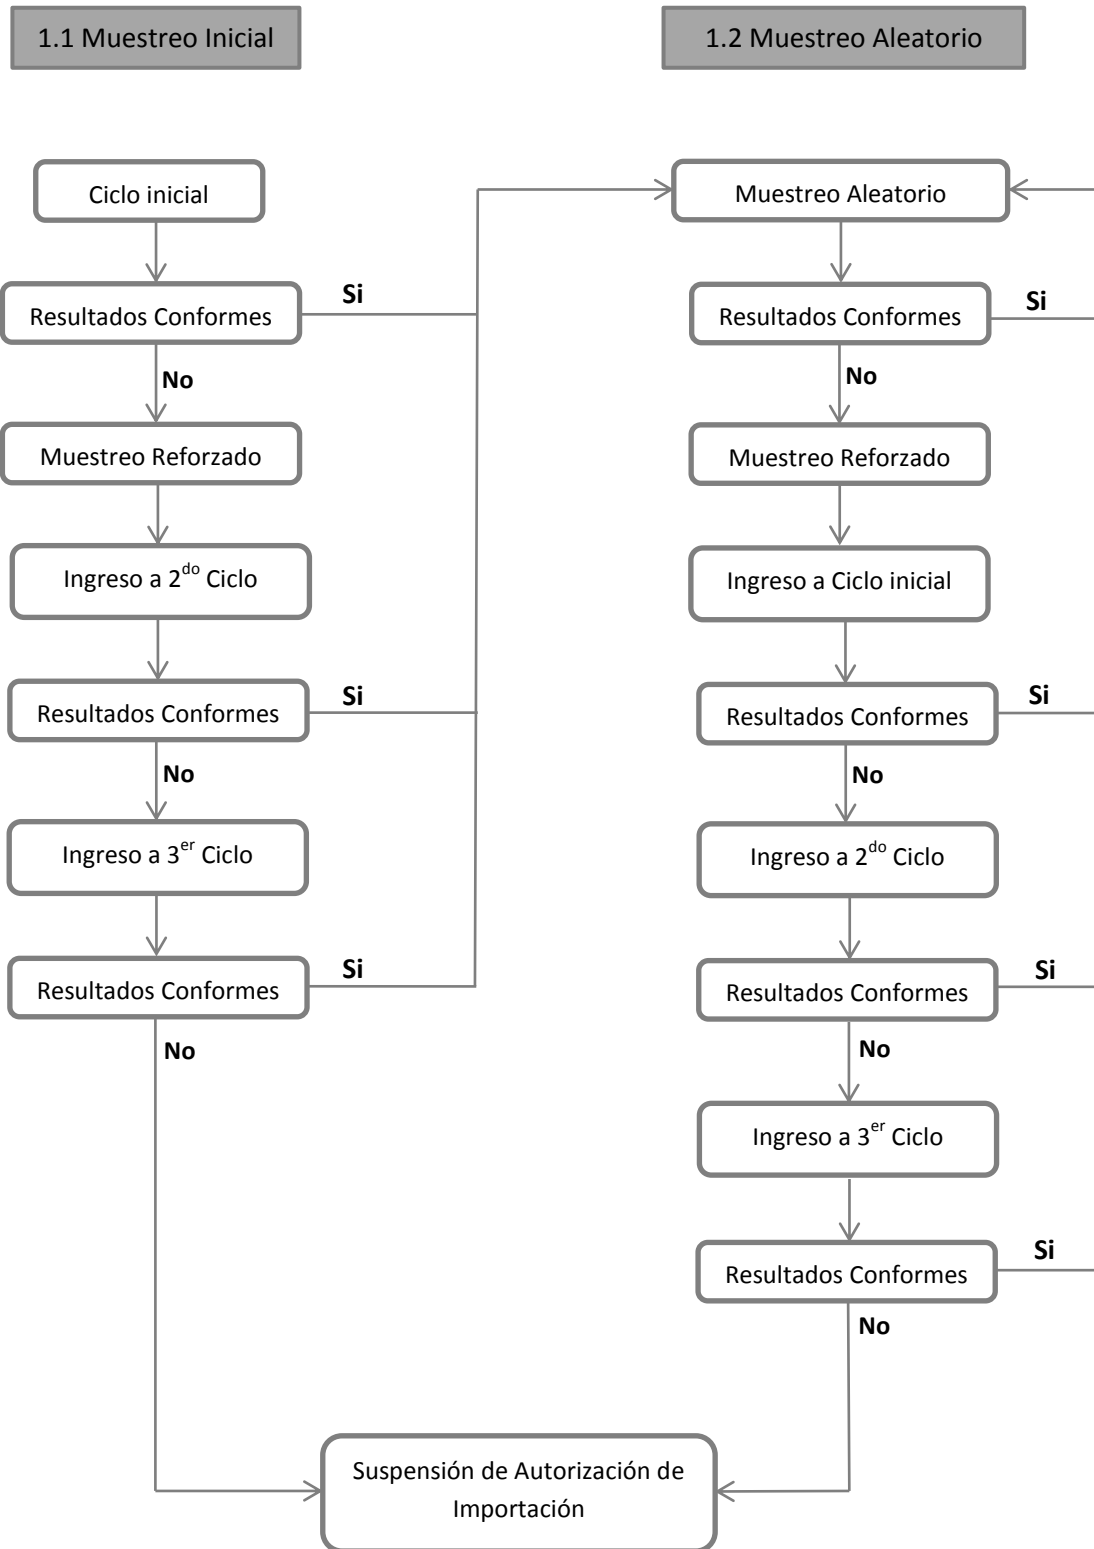 1.1 Muestreo Inicial
Ciclo inicial
Resultados Conformes
Si
No
Muestreo Reforzado
Ingreso a 2do Ciclo
Resultados Conformes
Si
No
Ingreso a 3er Ciclo
Resultados Conformes
Si
No
1.2 Muestreo Aleatorio
Muestreo Aleatorio
Resultados Conformes
Si
No
Muestreo Reforzado
Ingreso a Ciclo inicial
Resultados Conformes
Si
No
Ingreso a 2do Ciclo
Resultados Conformes
Si
No
Ingreso a 3er Ciclo
Resultados Conformes
Si
No
Suspensión de Autorización de
Importación